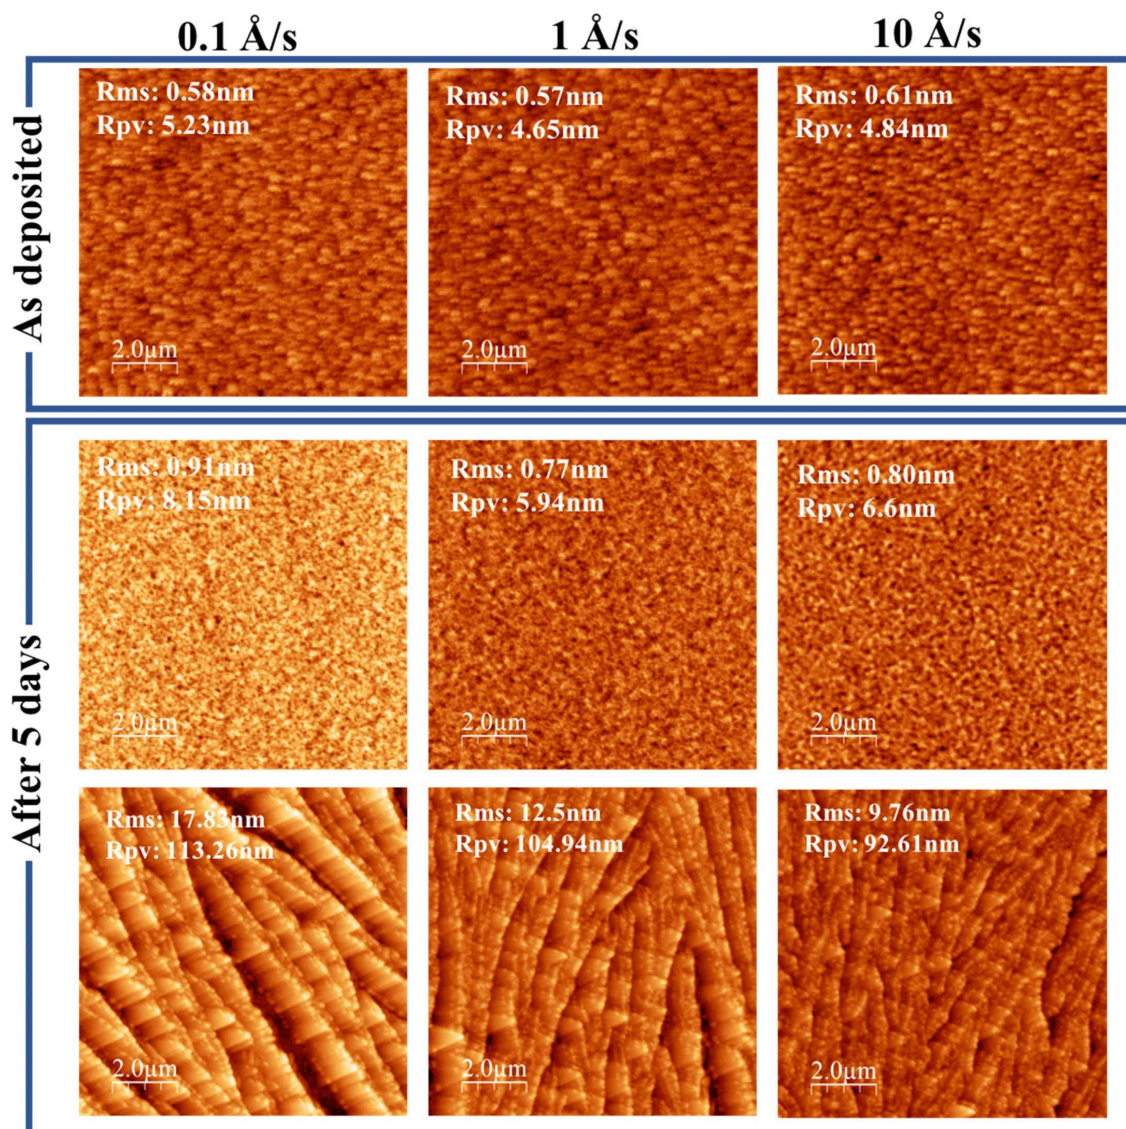 0.1 Å/s
1 Å/s
10 Å/s
As deposited
Rms: 0.58nm
Rpv: 5.23nm
2.0µm
Rms: 0.57nm
Rpv: 4.65nm
2.0µm
Rms: 0.61nm
Rpv: 4.84nm
2.0µm
After 5 days
Rms: 0.91nm
Rpv: 8.15nm
2.0µm
Rms: 0.77nm
Rpv: 5.94nm
2.0µm
Rms: 0.80nm
Rpv: 6.6nm
2.0µm
Rms: 17.83nm
Rpv: 113.26nm
2.0µm
Rms: 12.5nm
Rpv: 104.94nm
2.0µm
Rms: 9.76nm
Rpv: 92.61nm
2.0µm